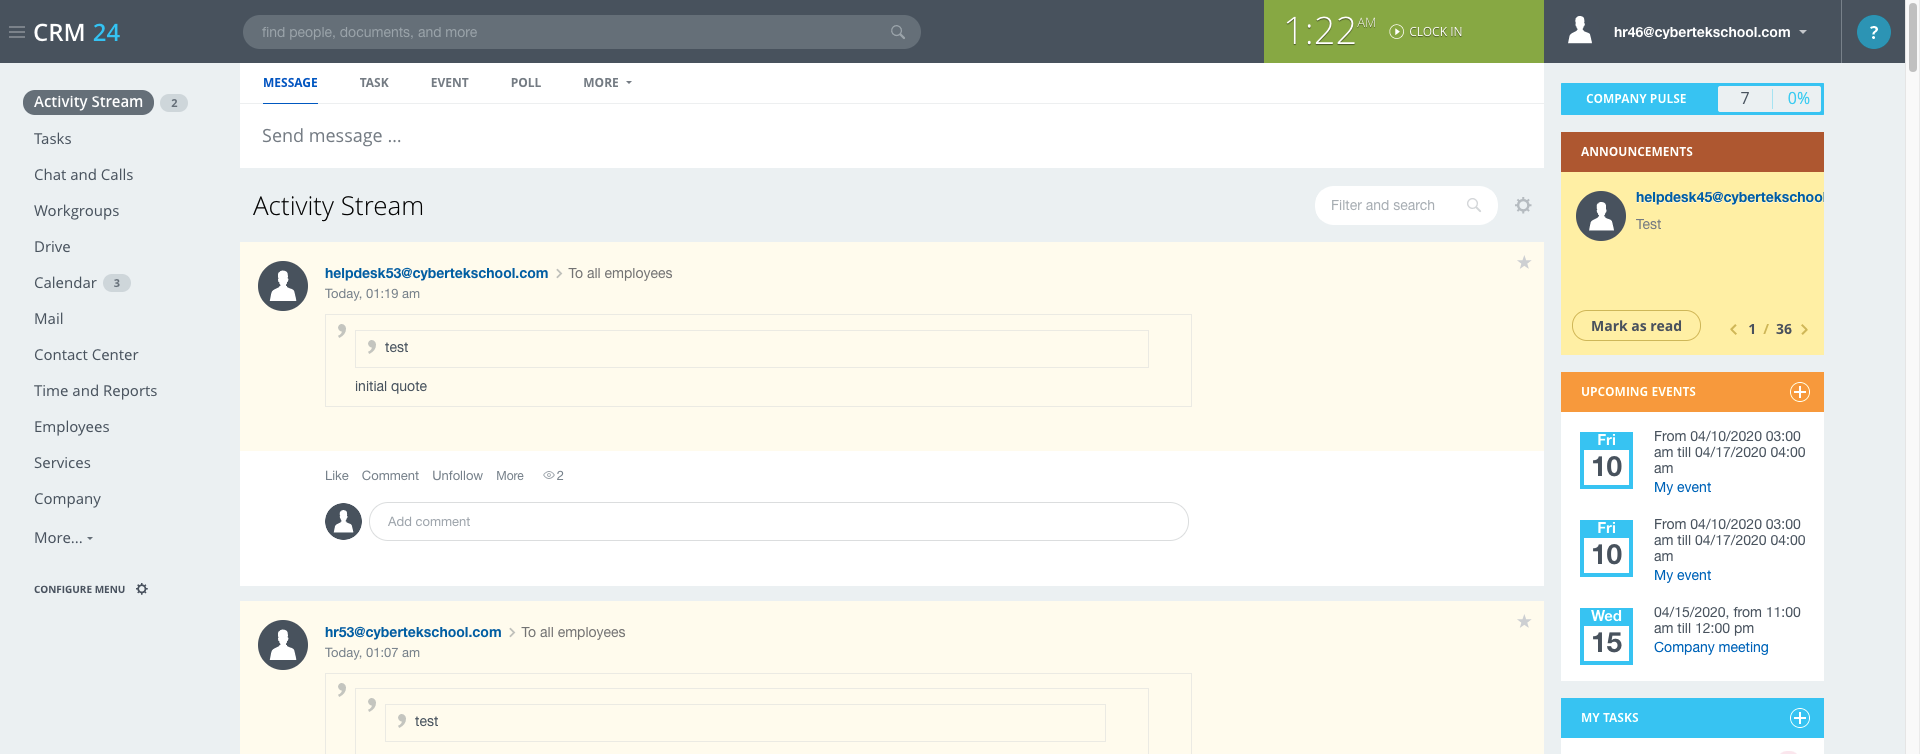 CRM 24
find people, documents, and more
1:22 AM
CLOCK IN
hr46@cybertekschool.com
?
Activity Stream 2
Tasks
Chat and Calls
Workgroups
Drive
Calendar 3
Mail
Contact Center
Time and Reports
Employees
Services
Company
More...
CONFIGURE MENU
MESSAGE TASK EVENT POLL MORE
Send message ...
Activity Stream
Filter and search
helpdesk53@cybertekschool.com > To all employees
Today, 01:19 am
test
initial quote
Like Comment Unfollow More 2
Add comment
hr53@cybertekschool.com > To all employees
Today, 01:07 am
test
COMPANY PULSE 7 0%
ANNOUNCEMENTS
helpdesk45@cybertekschool
Test
Mark as read
< 1 / 36 >
UPCOMING EVENTS
Fri
10
From 04/10/2020 03:00
am till 04/17/2020 04:00
am
My event
Fri
10
From 04/10/2020 03:00
am till 04/17/2020 04:00
am
My event
Wed
15
04/15/2020, from 11:00
am till 12:00 pm
Company meeting
MY TASKS